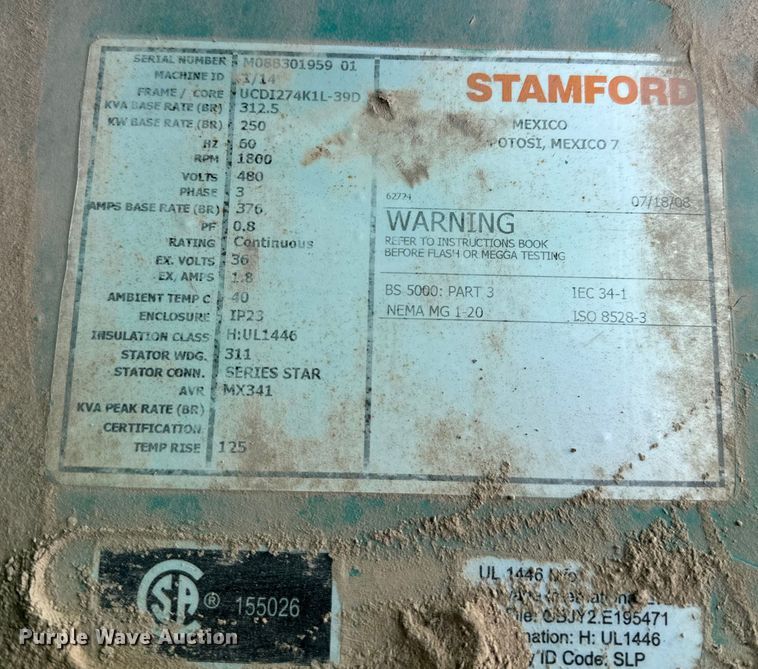 SERIAL NUMBER M088301959 01
MACHINE ID 1/14
FRAME / CORE UCDI274K1L-39D
KVA BASE RATE (BR) 312.5
KW BASE RATE (BR) 250
HZ 60
RPM 1800
VOLTS 480
PHASE 3
AMPS BASE RATE (BR) 376
PF 0.8
RATING Continuous
EX. VOLTS 36
EX. AMPS 1.8
AMBIENT TEMP C 40
ENCLOSURE IP23
INSULATION CLASS H:UL1446
STATOR WDG. 311
STATOR CONN. SERIES STAR
AVR MX341
KVA PEAK RATE (BR)
CERTIFICATION
TEMP RISE 125
STAMFORD
MEXICO
POTOSI, MEXICO 7
62724 07/18/08
WARNING
REFER TO INSTRUCTIONS BOOK
BEFORE FLASH OR MEGGA TESTING
BS 5000: PART 3 IEC 34-1
NEMA MG 1-20 ISO 8528-3
CSA ® 155026
UL 1446
File: OBJY2.E195471
H: UL1446
ID Code: SLP
Purple Wave Auction